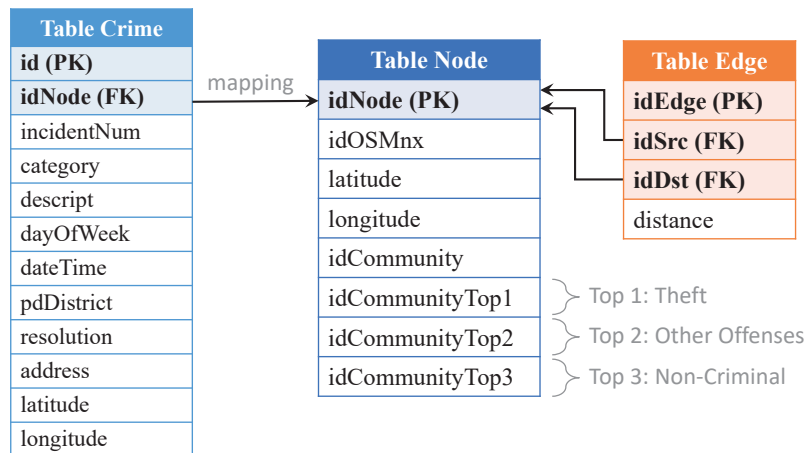 Table Crime
id (PK)
idNode (FK)
incidentNum
category
descript
dayOfWeek
dateTime
pdDistrict
resolution
address
latitude
longitude
mapping
Table Node
idNode (PK)
idOSMnx
latitude
longitude
idCommunity
idCommunityTop1
idCommunityTop2
idCommunityTop3
Table Edge
idEdge (PK)
idSrc (FK)
idDst (FK)
distance
Top 1: Theft
Top 2: Other Offenses
Top 3: Non-Criminal